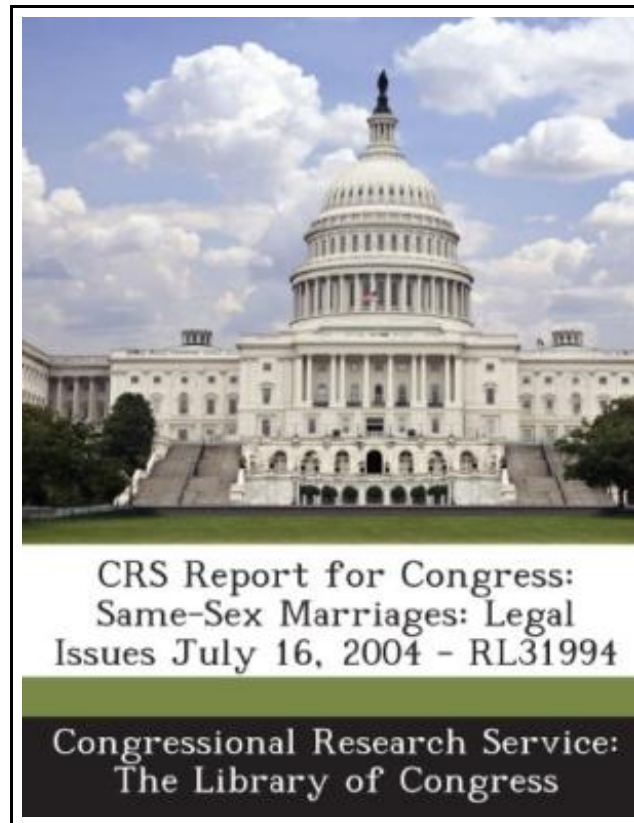 CRS Report for Congress:
Same-Sex Marriages: Legal
Issues July 16, 2004 - RL31994
Congressional Research Service:
The Library of Congress